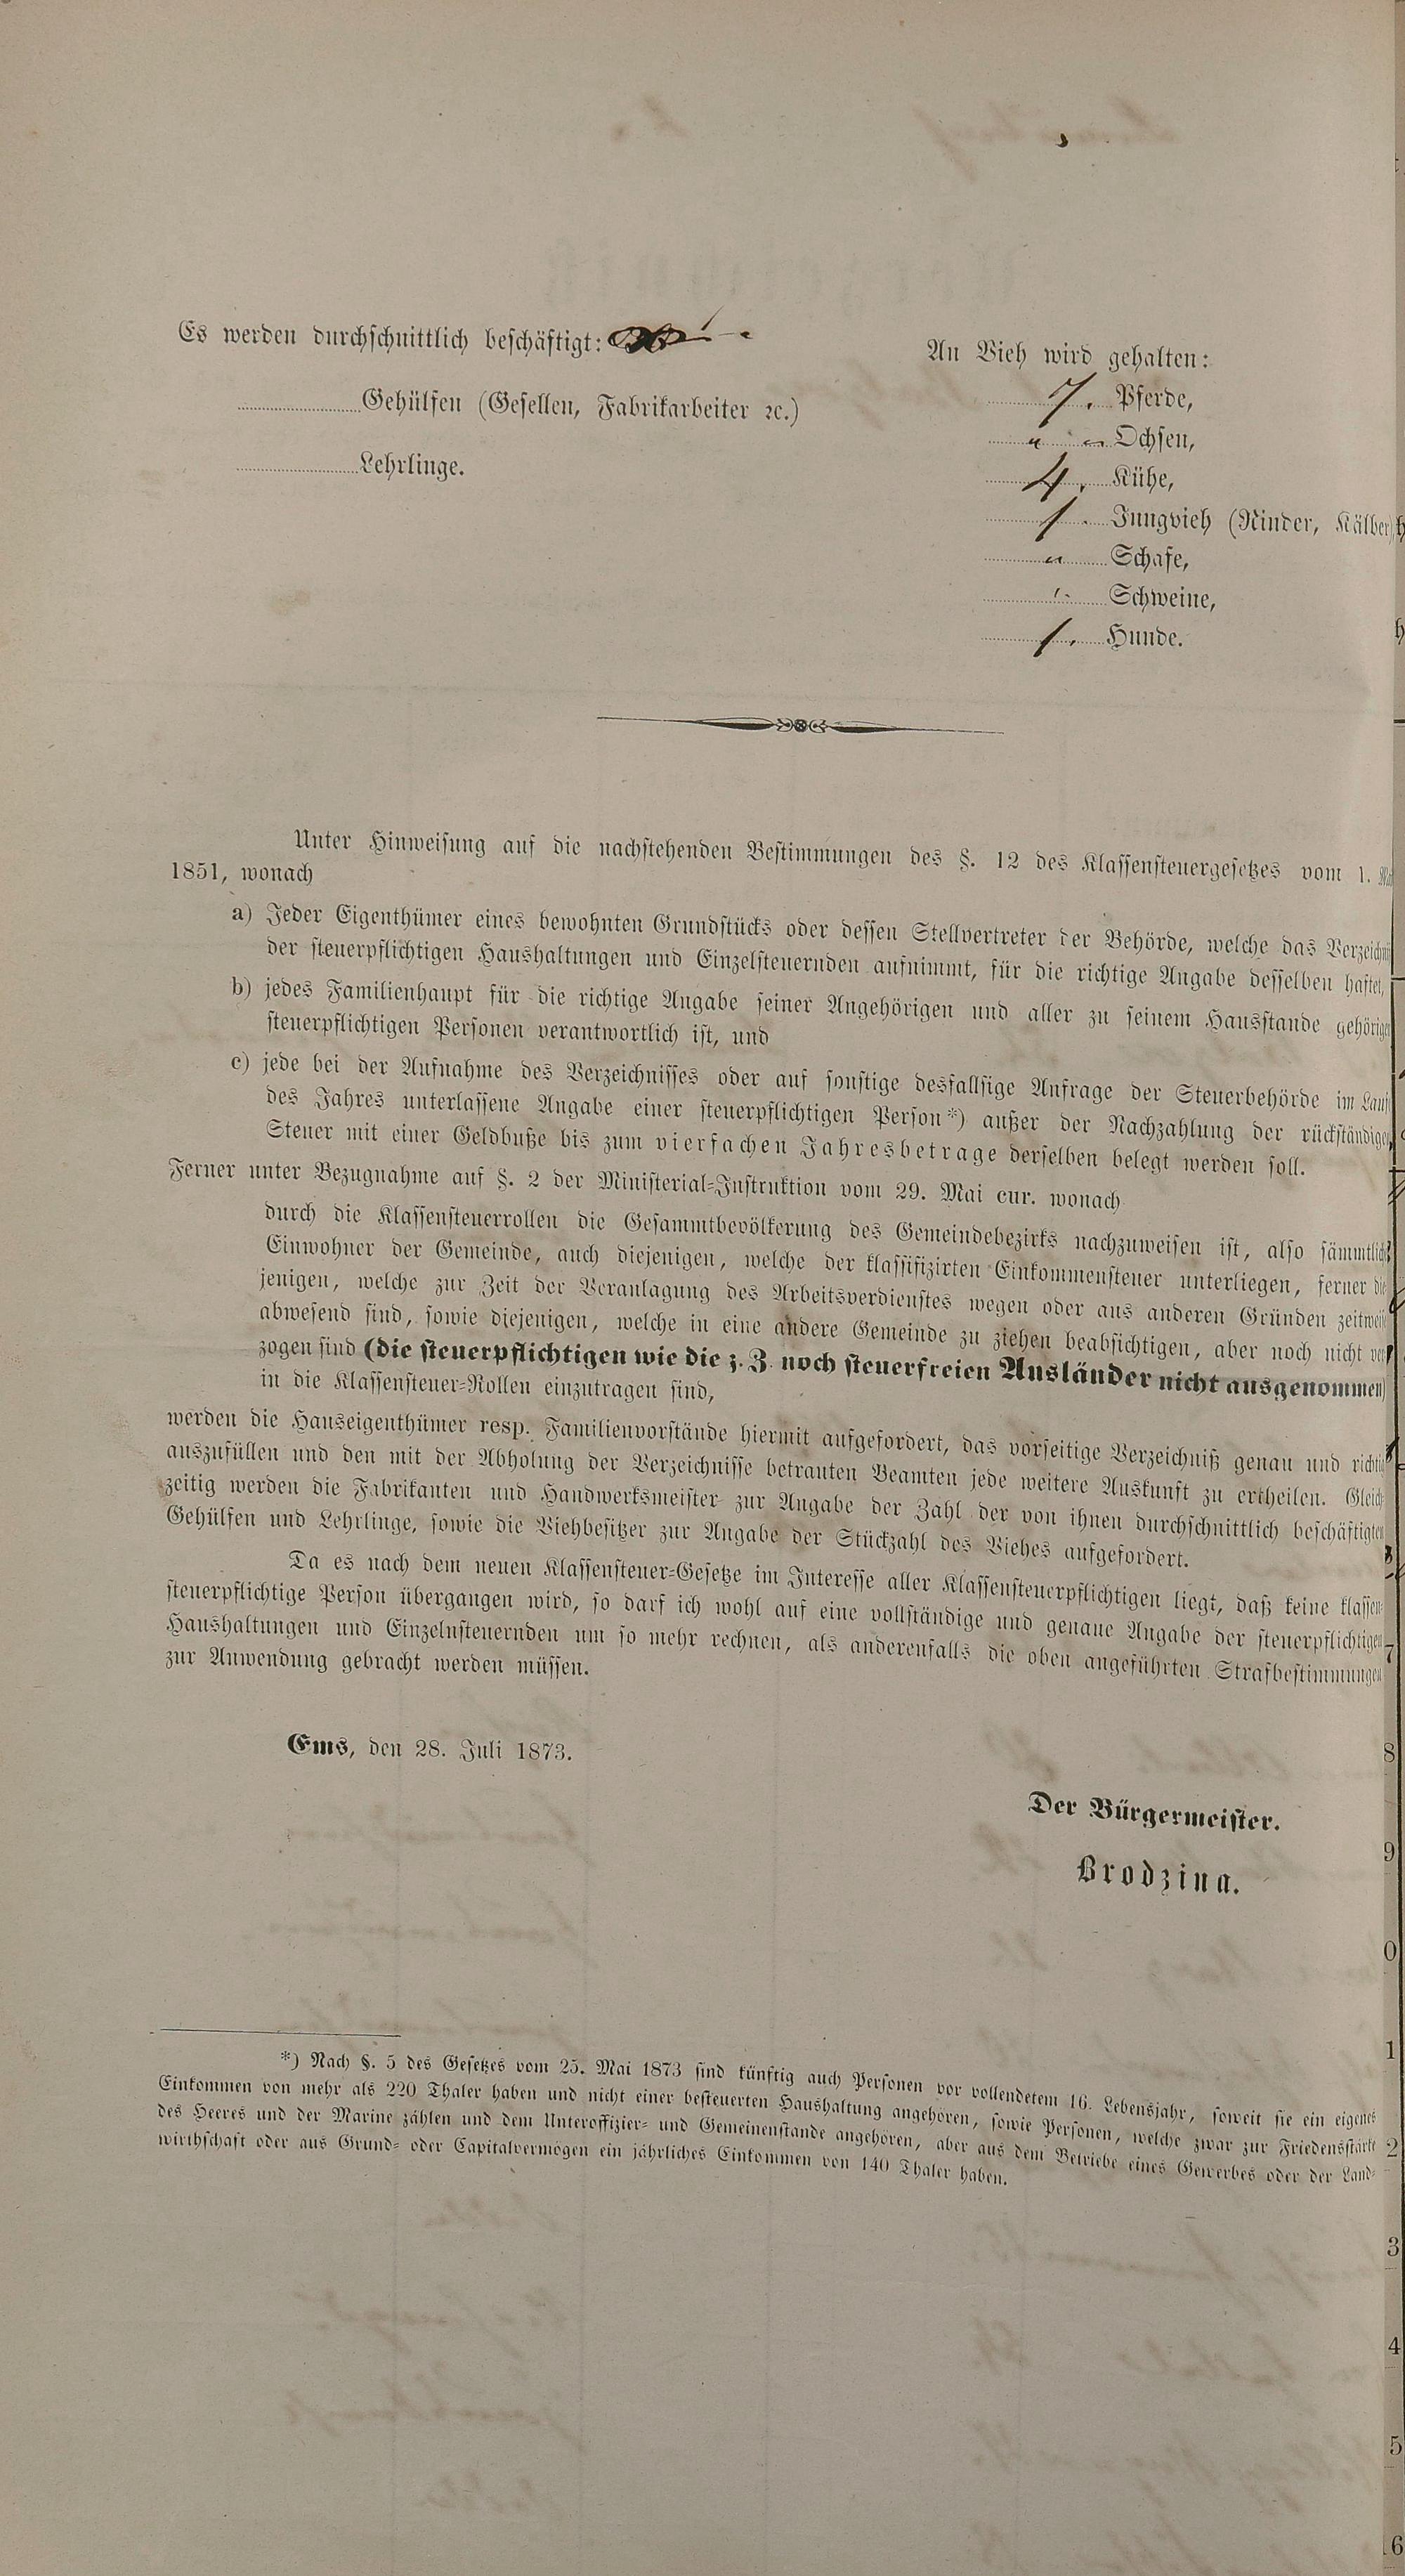 Es werden durchschnittlich beschäftigt:
Gehülfen (Gesellen, Fabrikarbeiter ꝛc.)
Lehrlinge.
An Vieh wird gehalten:
7. Pferde,
" " Ochsen,
4. Kühe,
1. Jungvieh (Rinder, Kälber)
" Schafe,
" Schweine,
1. Hunde.
Unter Hinweisung auf die nachstehenden Bestimmungen des §. 12 des Klassensteuergesetzes vom 1. Mai
1851, wonach
a) Jeder Eigenthümer eines bewohnten Grundstücks oder dessen Stellvertreter der Behörde, welche das Verzeichniß
der steuerpflichtigen Haushaltungen und Einzelsteuernden aufnimmt, für die richtige Angabe desselben haftet,
b) jedes Familienhaupt für die richtige Angabe seiner Angehörigen und aller zu seinem Hausstande gehörigen
steuerpflichtigen Personen verantwortlich ist, und
c) jede bei der Aufnahme des Verzeichnisses oder auf sonstige desfallsige Anfrage der Steuerbehörde im Laufe
des Jahres unterlassene Angabe einer steuerpflichtigen Person*) außer der Nachzahlung der rückständigen
Steuer mit einer Geldbuße bis zum vierfachen Jahresbetrage derselben belegt werden soll.
Ferner unter Bezugnahme auf §. 2 der Ministerial-Instruktion vom 29. Mai cur. wonach
durch die Klassensteuerrollen die Gesammtbevölkerung des Gemeindebezirks nachzuweisen ist, also sämmtliche
Einwohner der Gemeinde, auch diejenigen, welche der klassifizirten Einkommensteuer unterliegen, ferner die-
jenigen, welche zur Zeit der Veranlagung des Arbeitsverdienstes wegen oder aus anderen Gründen zeitweise
abwesend sind, sowie diejenigen, welche in eine andere Gemeinde zu ziehen beabsichtigen, aber noch nicht ver-
zogen sind (die steuerpflichtigen wie die z. Z. noch steuerfreien Ausländer nicht ausgenommen)
in die Klassensteuer-Rollen einzutragen sind,
werden die Hauseigenthümer resp. Familienvorstände hiermit aufgefordert, das vorseitige Verzeichniß genau und richtig
auszufüllen und den mit der Abholung der Verzeichnisse betrauten Beamten jede weitere Auskunft zu ertheilen. Gleich-
zeitig werden die Fabrikanten und Handwerksmeister zur Angabe der Zahl der von ihnen durchschnittlich beschäftigten
Gehülfen und Lehrlinge, sowie die Viehbesitzer zur Angabe der Stückzahl des Viehes aufgefordert.
Da es nach dem neuen Klassensteuer-Gesetze im Interesse aller Klassensteuerpflichtigen liegt, daß keine klassen-
steuerpflichtige Person übergangen wird, so darf ich wohl auf eine vollständige und genaue Angabe der steuerpflichtigen
Haushaltungen und Einzelnsteuernden um so mehr rechnen, als anderenfalls die oben angeführten Strafbestimmungen
zur Anwendung gebracht werden müssen.
Ems, den 28. Juli 1873.
Der Bürgermeister.
Brodzina.
*) Nach §. 5 des Gesetzes vom 25. Mai 1873 sind künftig auch Personen vor vollendetem 16. Lebensjahr, soweit sie ein eigenes
Einkommen von mehr als 220 Thaler haben und nicht einer besteuerten Haushaltung angehören, sowie Personen, welche zwar zur Friedensstärke
des Heeres und der Marine zählen und dem Unteroffizier- und Gemeinenstande angehören, aber aus dem Betriebe eines Gewerbes oder der Land-
wirthschaft oder aus Grund- oder Capitalvermögen ein jährliches Einkommen von 140 Thaler haben.